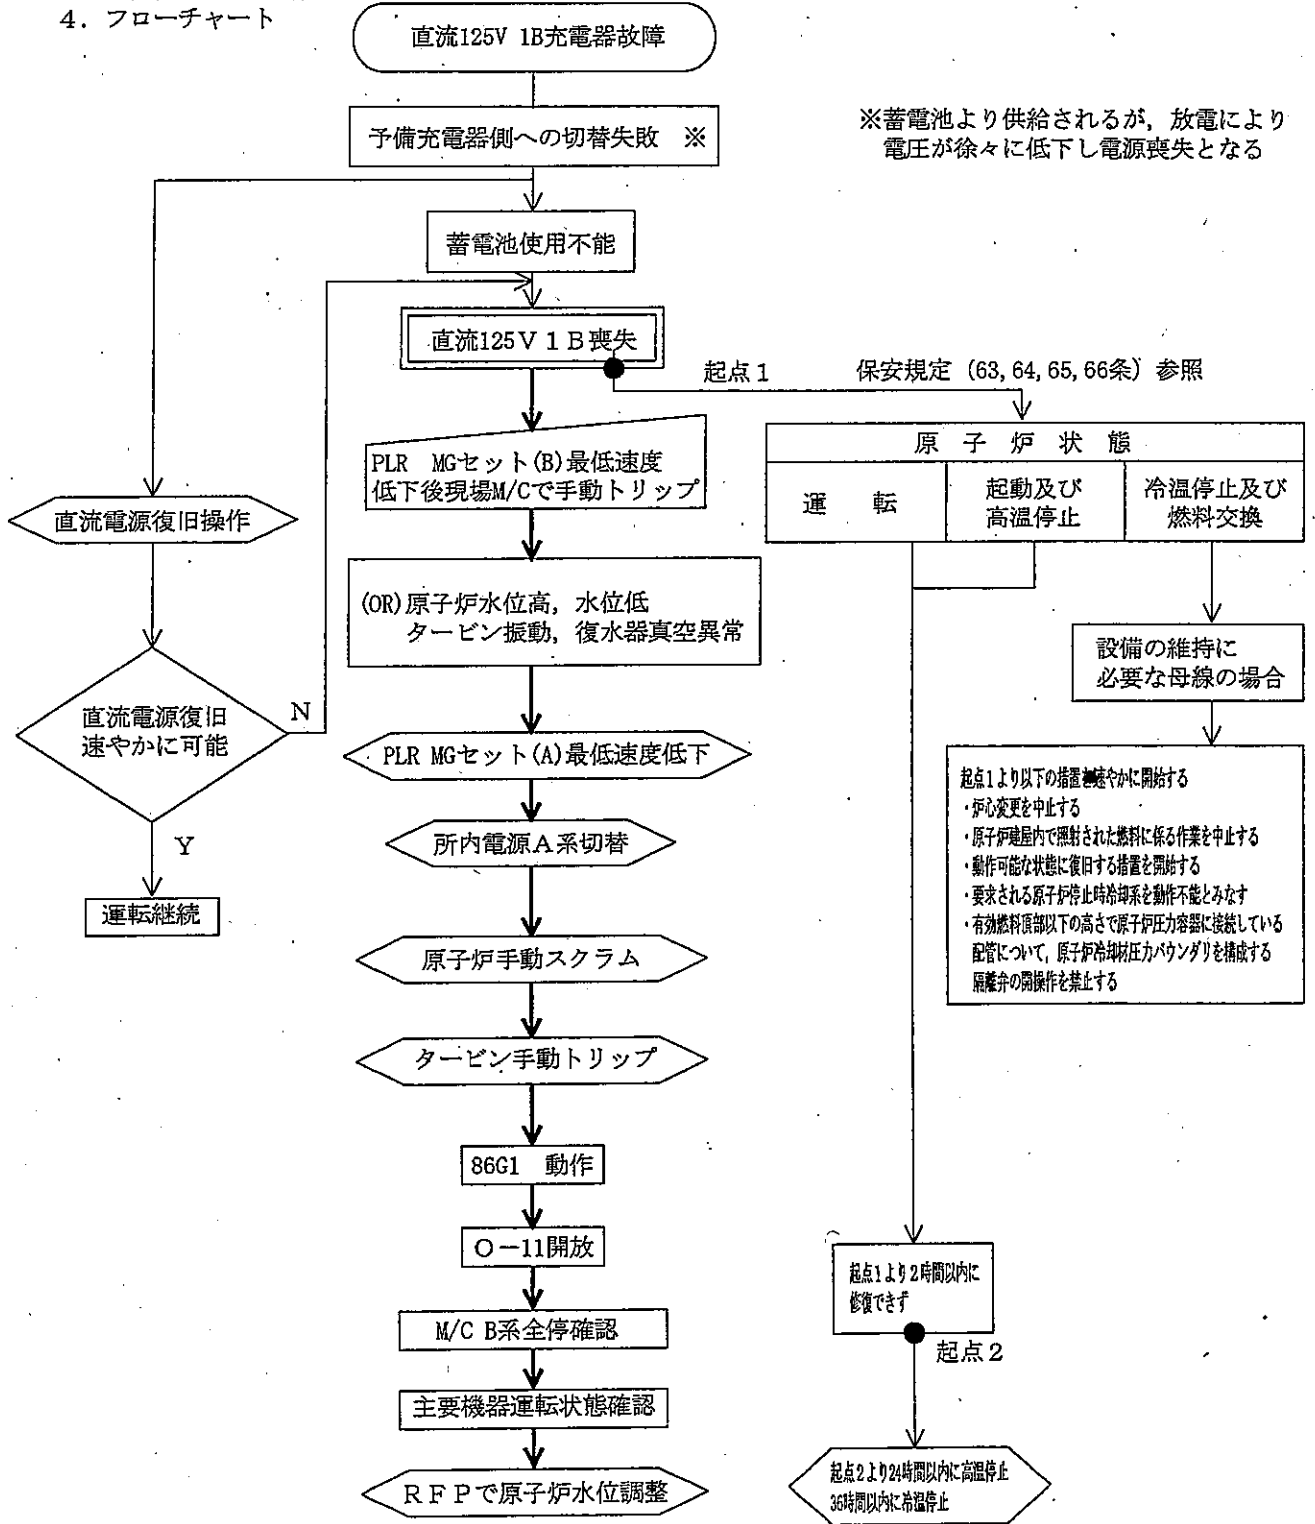 4．フローチャート
直流125V 1B充電器故障
予備充電器側への切替失敗　※
※蓄電池より供給されるが，放電により
電圧が徐々に低下し電源喪失となる
蓄電池使用不能
直流125V 1B喪失
起点1
保安規定（63,64,65,66条）参照
PLR　MGセット(B)最低速度
低下後現場M/Cで手動トリップ
原　子　炉　状　態
運　　転
起動及び
高温停止
冷温停止及び
燃料交換
直流電源復旧操作
(OR)原子炉水位高，水位低
タービン振動，復水器真空異常
設備の維持に
必要な母線の場合
直流電源復旧
速やかに可能
N
Y
運転継続
PLR MGセット(A)最低速度低下
起点1より以下の措置を速やかに開始する
・炉心変更を中止する
・原子炉建屋内で照射された燃料に係る作業を中止する
・動作可能な状態に復旧する措置を開始する
・要求される原子炉停止時冷却系を動作不能とみなす
・有効燃料頂部以下の高さで原子炉圧力容器に接続している
配管について，原子炉冷却材圧力バウンダリを構成する
隔離弁の開操作を禁止する
所内電源A系切替
原子炉手動スクラム
タービン手動トリップ
86G1　動作
O－11開放
M/C B系全停確認
主要機器運転状態確認
RFPで原子炉水位調整
起点1より2時間以内に
修復できず
起点2
起点2より24時間以内に高温停止
36時間以内に冷温停止